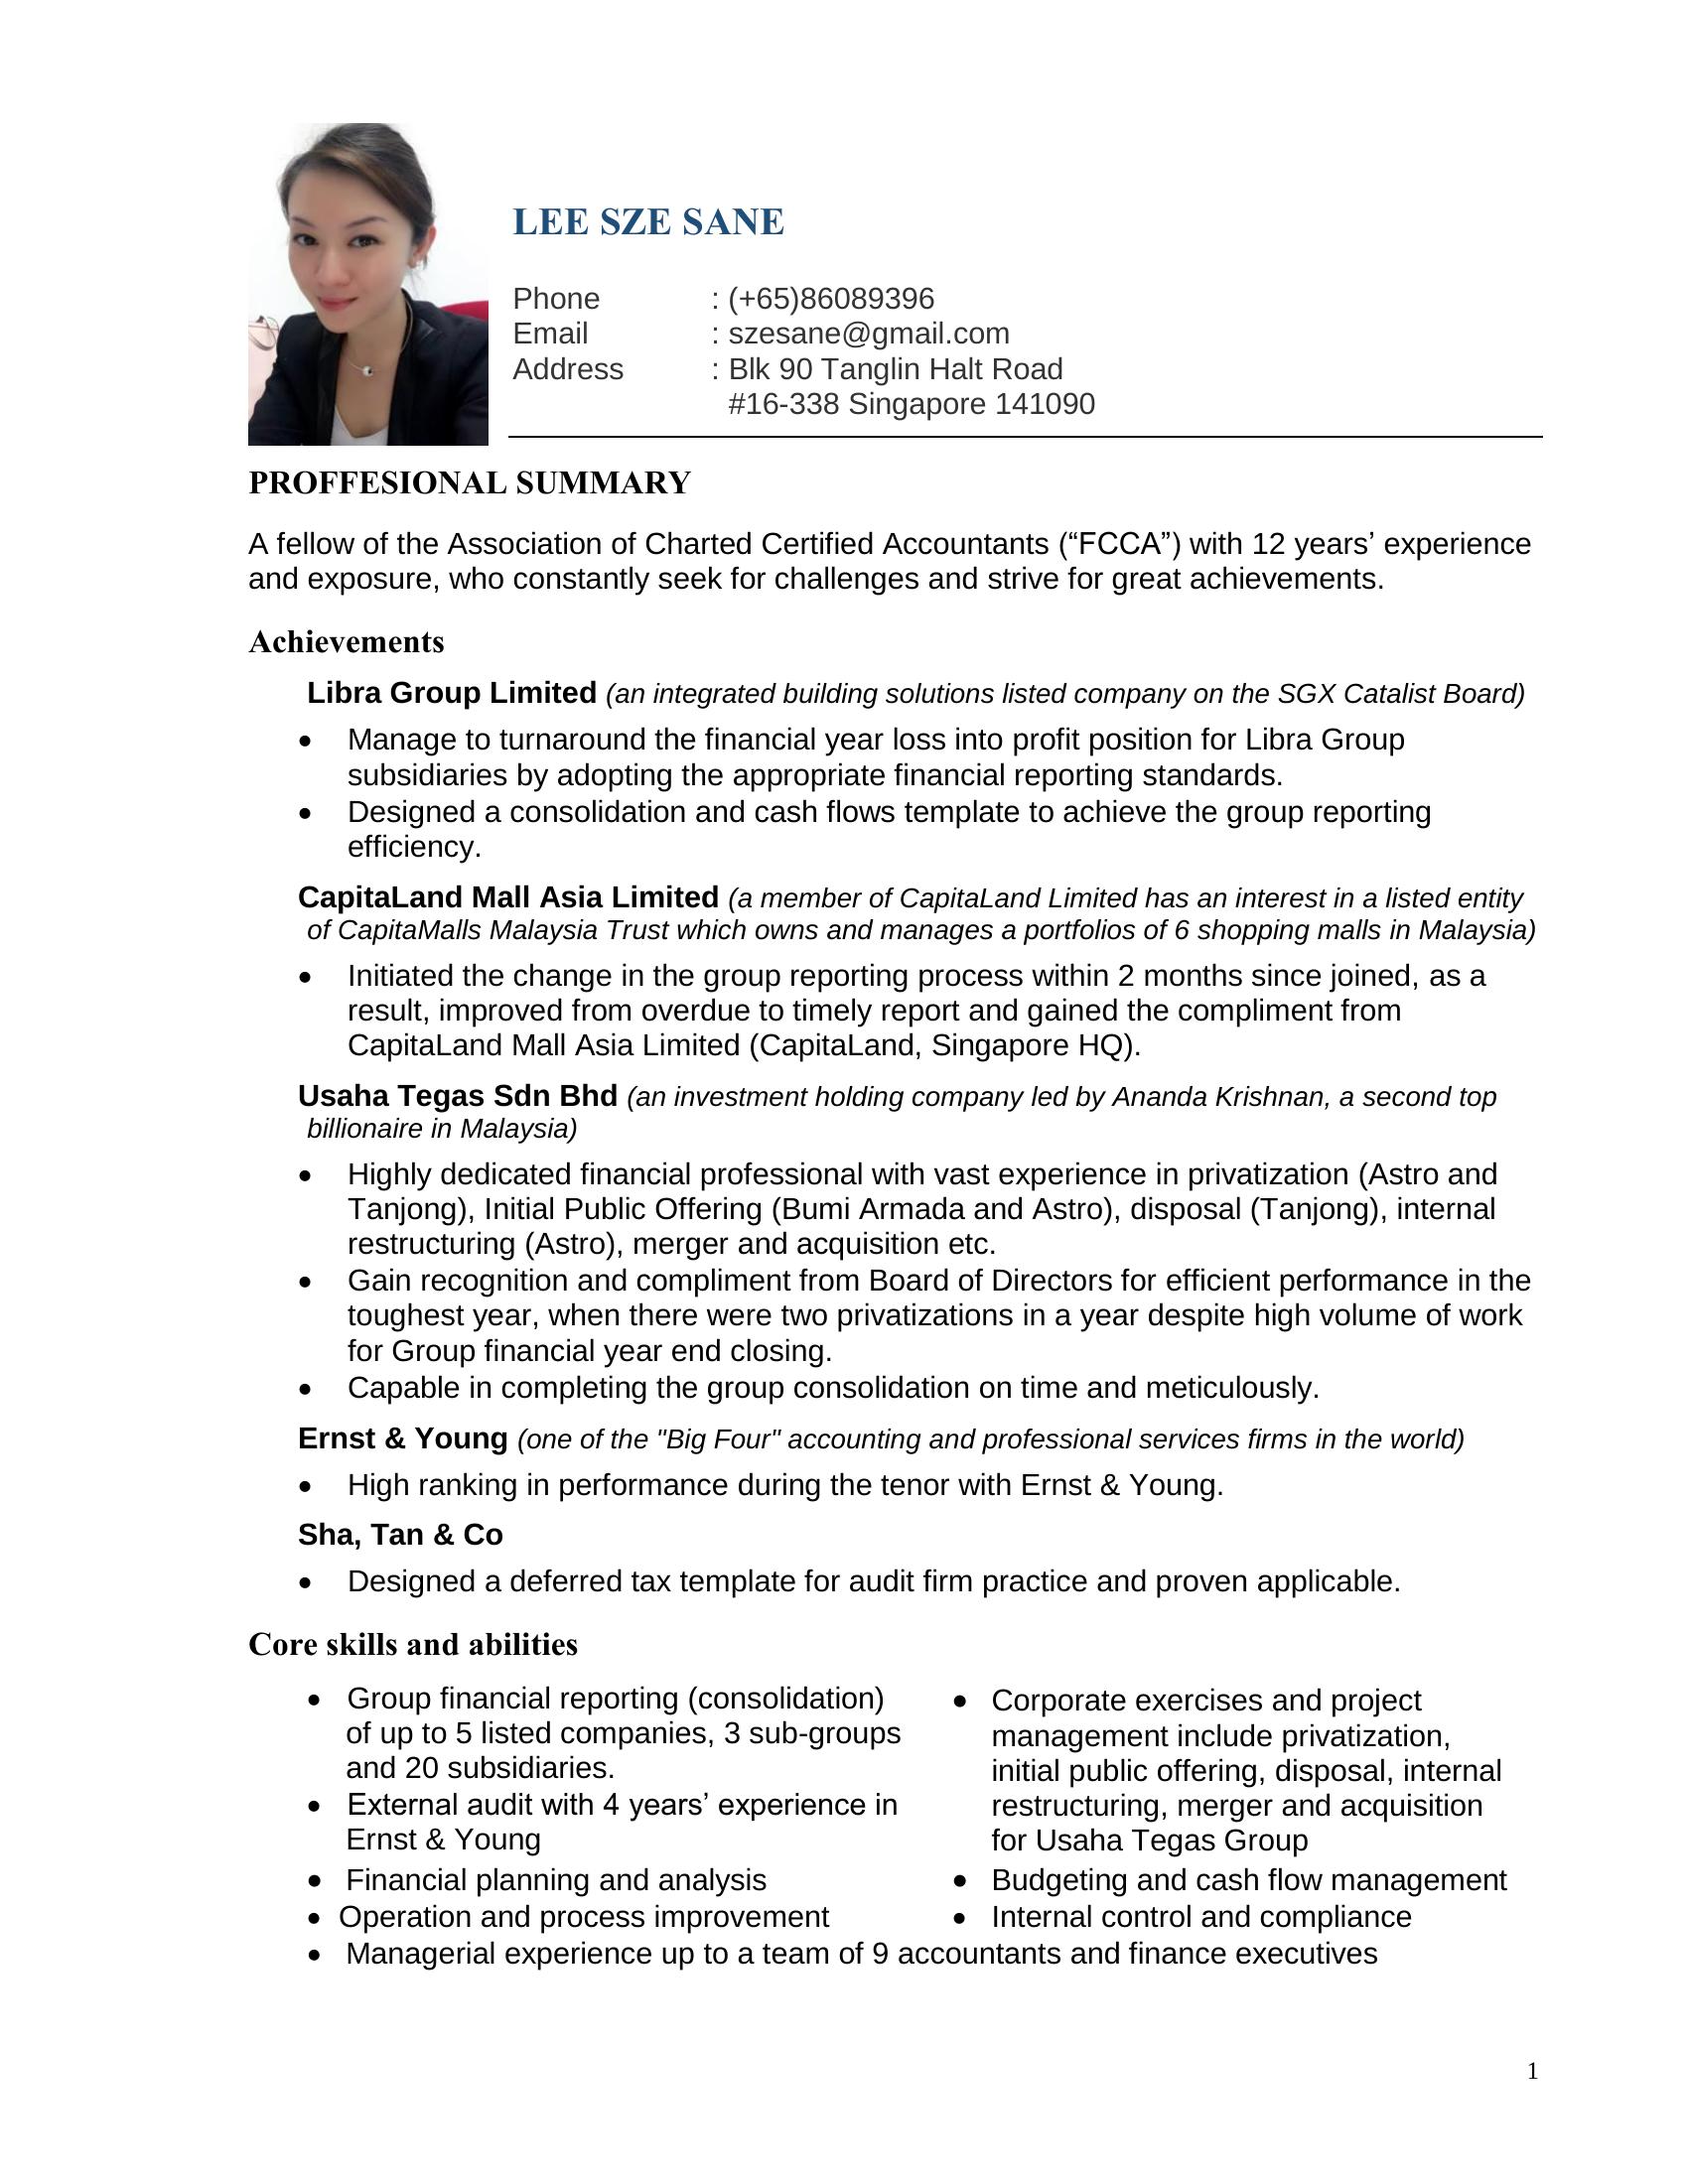 LEE SZE SANE
Phone : (+65)86089396
Email : szesane@gmail.com
Address : Blk 90 Tanglin Halt Road
#16-338 Singapore 141090
PROFFESIONAL SUMMARY
A fellow of the Association of Charted Certified Accountants (“FCCA”) with 12 years’ experience
and exposure, who constantly seek for challenges and strive for great achievements.
Achievements
Libra Group Limited (an integrated building solutions listed company on the SGX Catalist Board)
• Manage to turnaround the financial year loss into profit position for Libra Group
subsidiaries by adopting the appropriate financial reporting standards.
• Designed a consolidation and cash flows template to achieve the group reporting
efficiency.
CapitaLand Mall Asia Limited (a member of CapitaLand Limited has an interest in a listed entity
of CapitaMalls Malaysia Trust which owns and manages a portfolios of 6 shopping malls in Malaysia)
• Initiated the change in the group reporting process within 2 months since joined, as a
result, improved from overdue to timely report and gained the compliment from
CapitaLand Mall Asia Limited (CapitaLand, Singapore HQ).
Usaha Tegas Sdn Bhd (an investment holding company led by Ananda Krishnan, a second top
billionaire in Malaysia)
• Highly dedicated financial professional with vast experience in privatization (Astro and
Tanjong), Initial Public Offering (Bumi Armada and Astro), disposal (Tanjong), internal
restructuring (Astro), merger and acquisition etc.
• Gain recognition and compliment from Board of Directors for efficient performance in the
toughest year, when there were two privatizations in a year despite high volume of work
for Group financial year end closing.
• Capable in completing the group consolidation on time and meticulously.
Ernst & Young (one of the "Big Four" accounting and professional services firms in the world)
• High ranking in performance during the tenor with Ernst & Young.
Sha, Tan & Co
• Designed a deferred tax template for audit firm practice and proven applicable.
Core skills and abilities
• Group financial reporting (consolidation)
of up to 5 listed companies, 3 sub-groups
and 20 subsidiaries.
• External audit with 4 years’ experience in
Ernst & Young
• Corporate exercises and project
management include privatization,
initial public offering, disposal, internal
restructuring, merger and acquisition
for Usaha Tegas Group
• Financial planning and analysis
• Budgeting and cash flow management
• Operation and process improvement
• Internal control and compliance
• Managerial experience up to a team of 9 accountants and finance executives
1